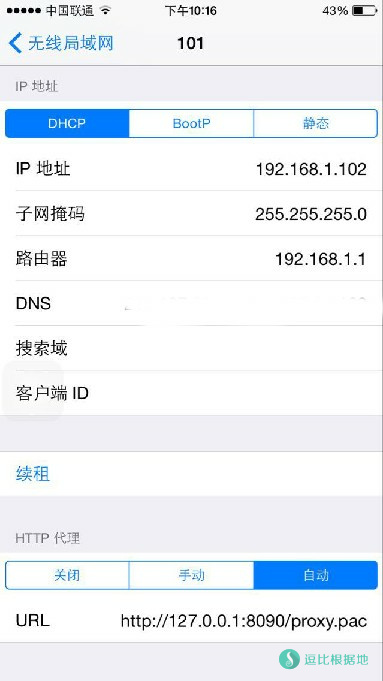 中国联通 下午10:16 43%
无线局域网 101
IP 地址
DHCP BootP 静态
IP 地址 192.168.1.102
子网掩码 255.255.255.0
路由器 192.168.1.1
DNS
搜索域
客户端 ID
续租
HTTP 代理
关闭 手动 自动
URL http://127.0.0.1:8090/proxy.pac
逗比根据地